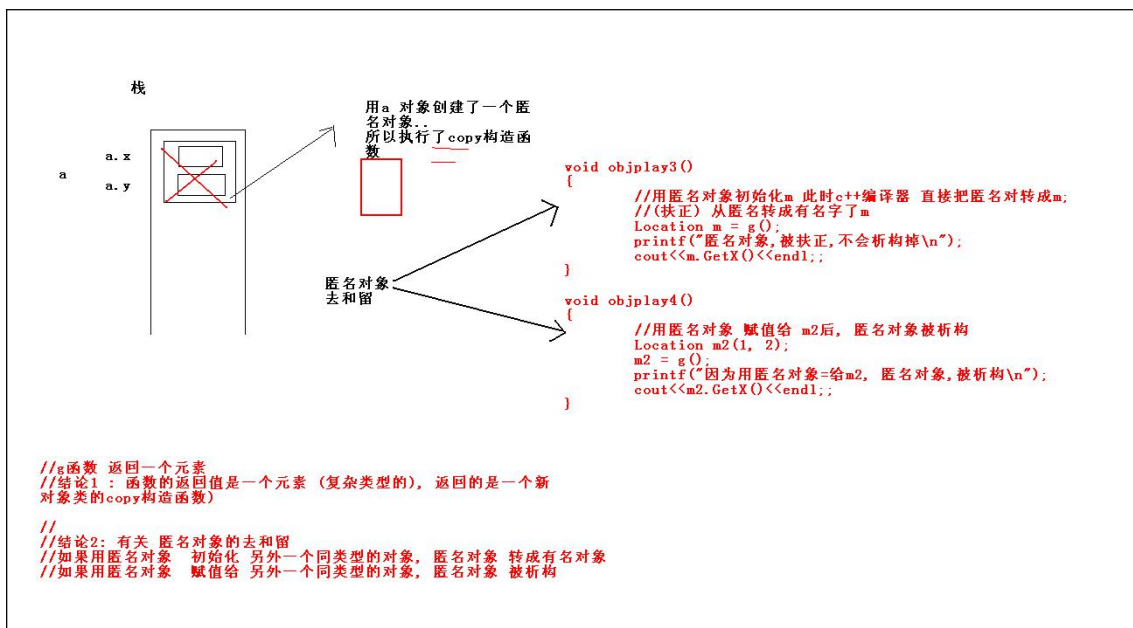 栈
用a 对象创建了一个匿
名对象..
所以执行了copy构造函
数
a.x
a
a.y
匿名对象
去和留
void objplay3()
{
//用匿名对象初始化m 此时c++编译器 直接把匿名对转成m;
//(扶正) 从匿名转成有名字了m
Location m = g();
printf("匿名对象,被扶正,不会析构掉\n");
cout<<m.GetX()<<endl;;
}
void objplay4()
{
//用匿名对象 赋值给 m2后, 匿名对象被析构
Location m2(1, 2);
m2 = g();
printf("因为用匿名对象=给m2, 匿名对象,被析构\n");
cout<<m2.GetX()<<endl;;
}
//g函数 返回一个元素
//结论1 : 函数的返回值是一个元素 (复杂类型的), 返回的是一个新
对象类的copy构造函数)
//
//结论2: 有关 匿名对象的去和留
//如果用匿名对象 初始化 另外一个同类型的对象, 匿名对象 转成有名对象
//如果用匿名对象 赋值给 另外一个同类型的对象, 匿名对象 被析构